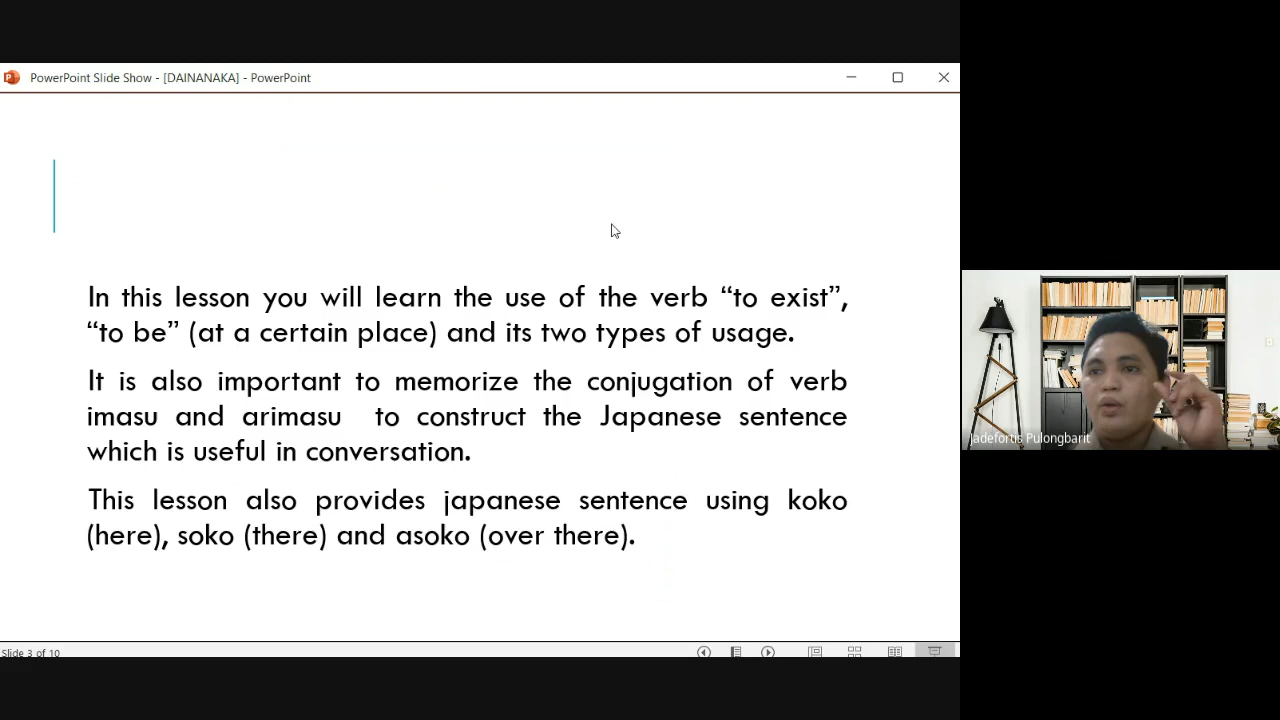 PowerPoint Slide Show - [DAINANAKA] - PowerPoint
In this lesson you will learn the use of the verb “to exist”,
“to be” (at a certain place) and its two types of usage.
It is also important to memorize the conjugation of verb
imasu and arimasu to construct the Japanese sentence
which is useful in conversation.
This lesson also provides japanese sentence using koko
(here), soko (there) and asoko (over there).
Jadefortis Pulongbarit
Slide 3 of 10